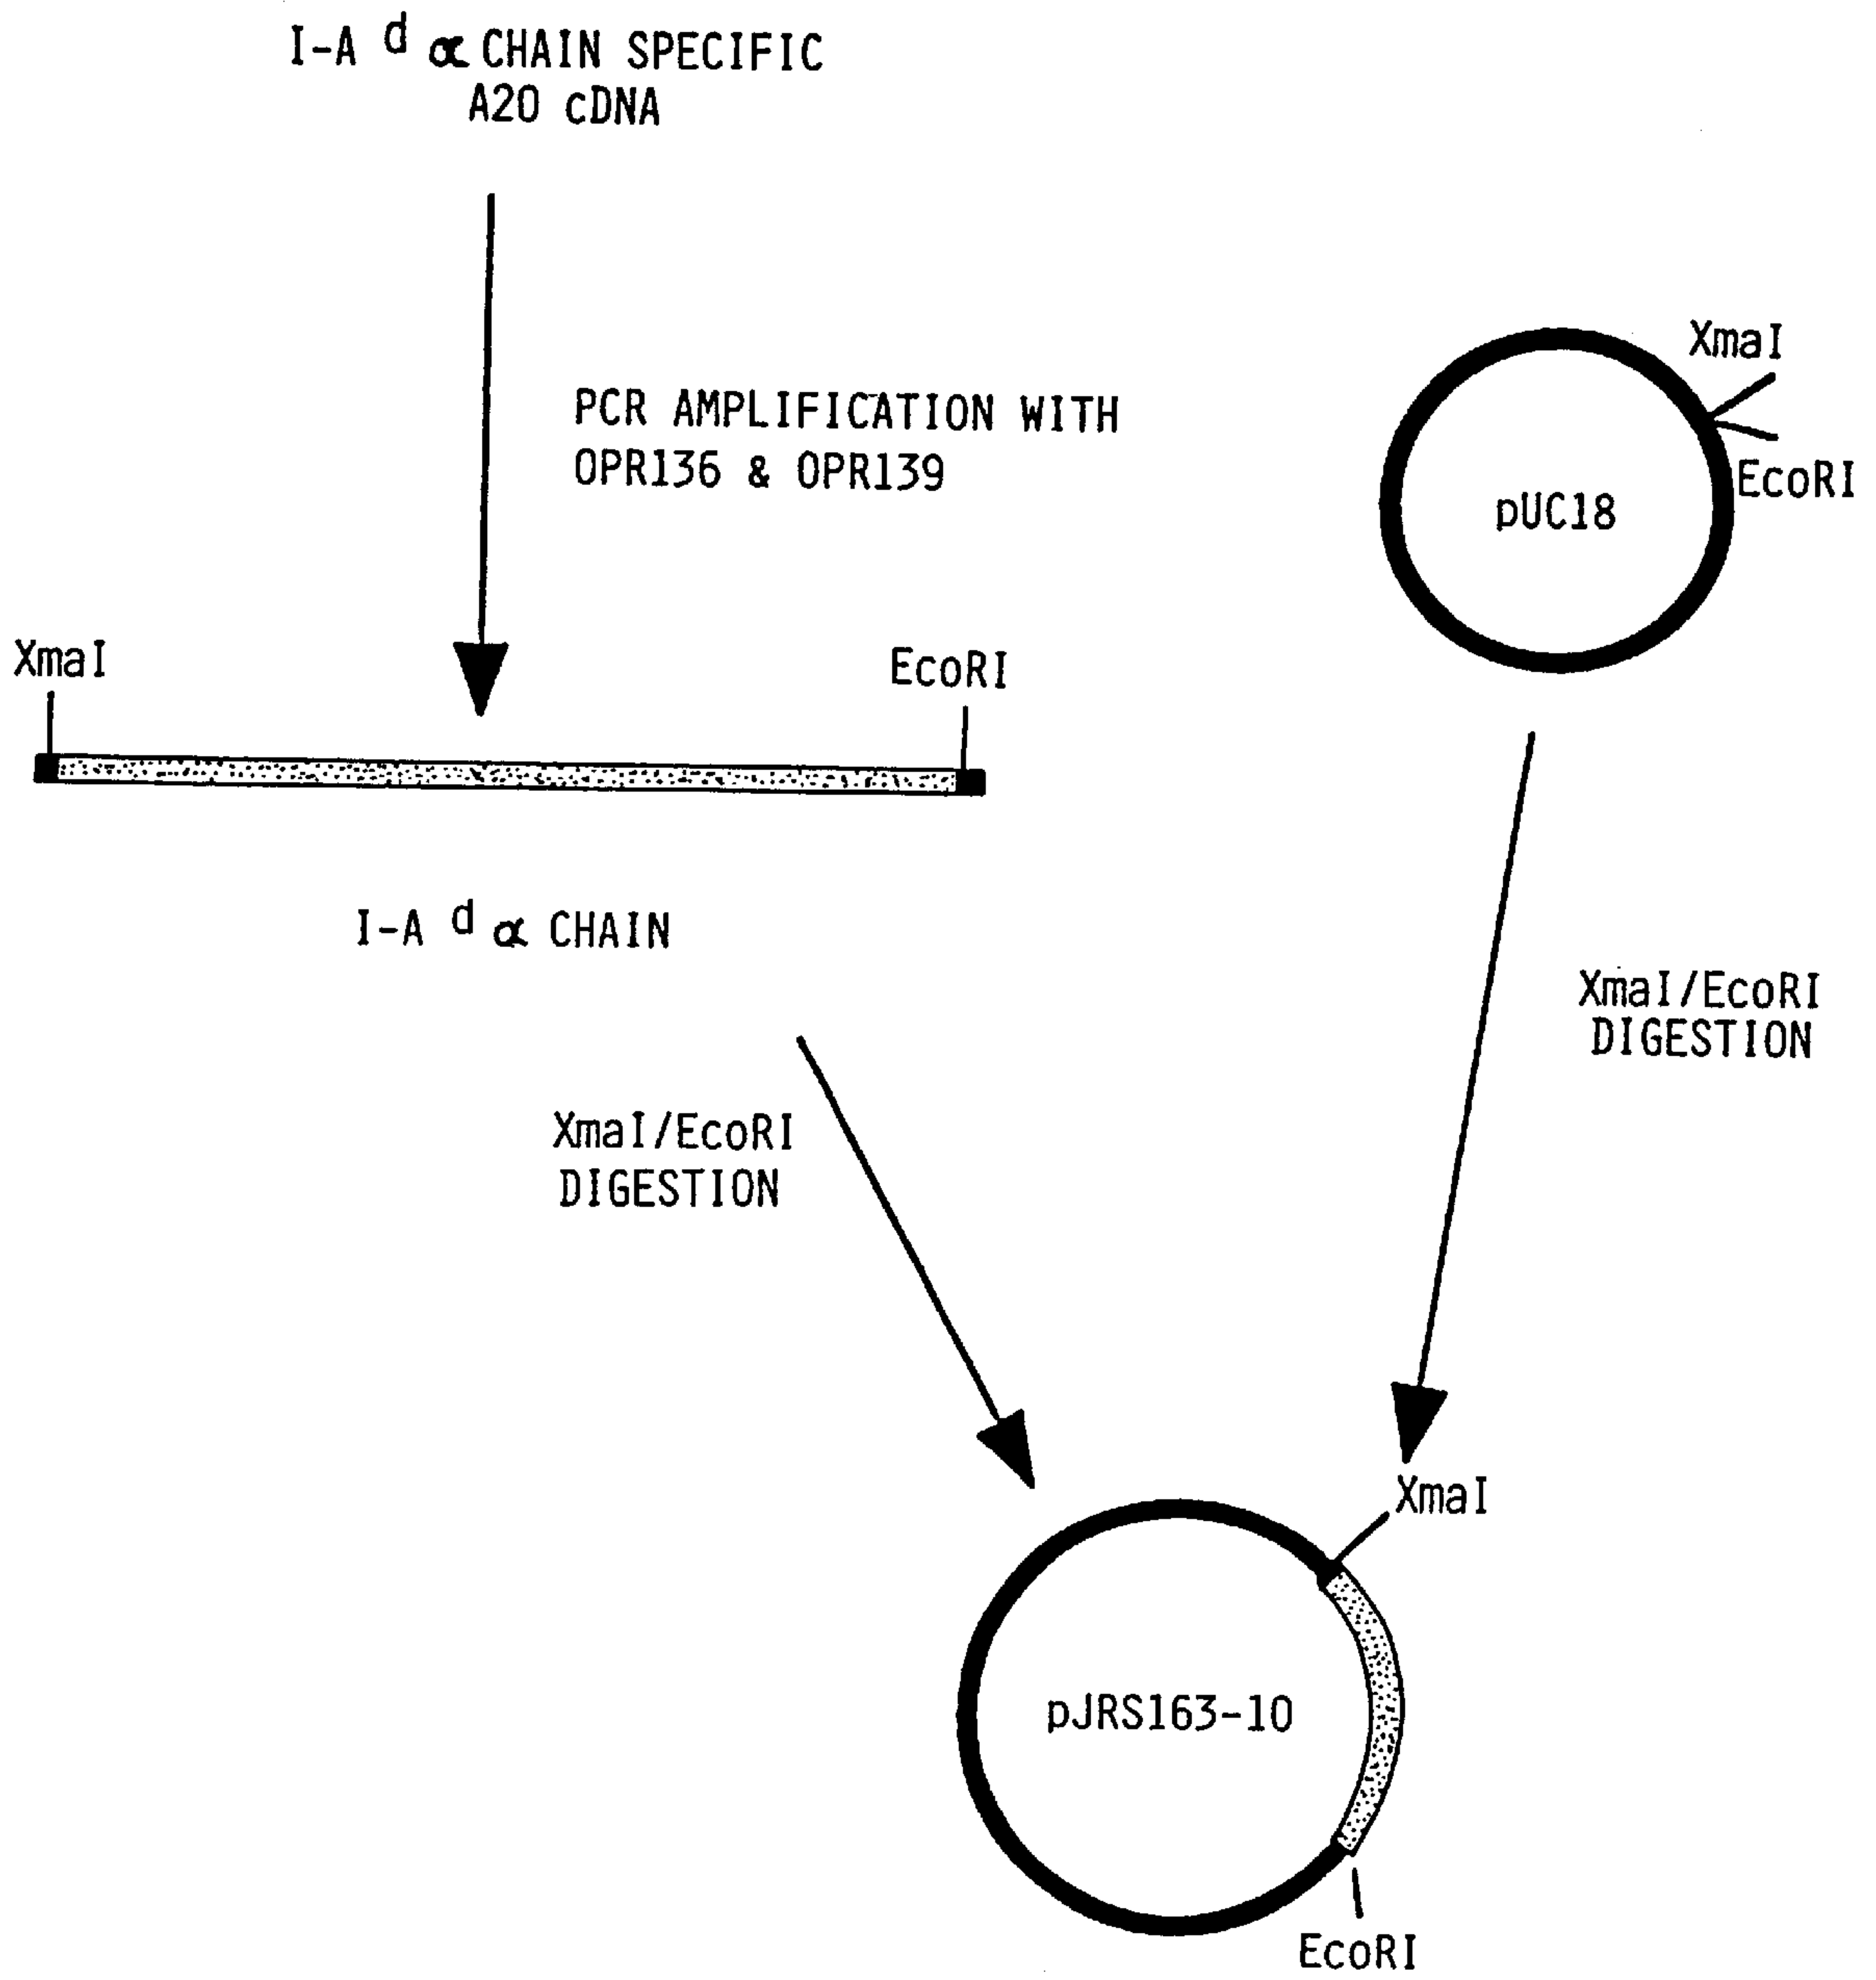 I-A d α CHAIN SPECIFIC
A20 cDNA
PCR AMPLIFICATION WITH
OPR136 & OPR139
XmaI
EcoRI
pUC18
XmaI
EcoRI
I-A d α CHAIN
XmaI/EcoRI
DIGESTION
XmaI/EcoRI
DIGESTION
XmaI
pJRS163-10
EcoRI